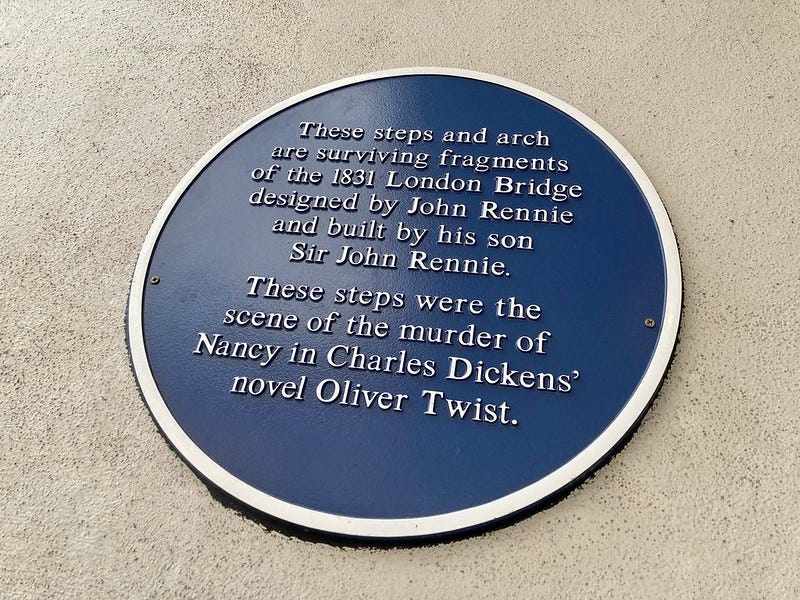 These steps and arch
are surviving fragments
of the 1831 London Bridge
designed by John Rennie
and built by his son
Sir John Rennie.
These steps were the
scene of the murder of
Nancy in Charles Dickens'
novel Oliver Twist.